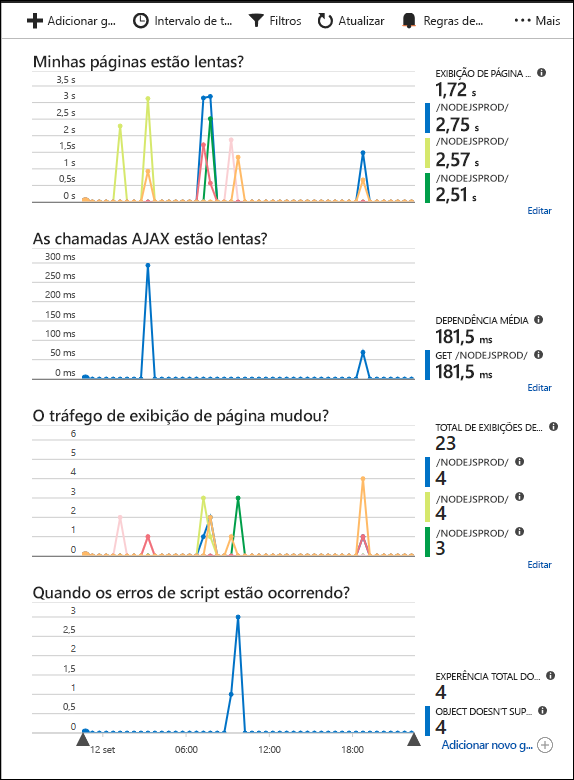 Adicionar g... Intervalo de t... Filtros Atualizar Regras de... Mais
Minhas páginas estão lentas?
3,5 s
3 s
2,5 s
2 s
1,5 s
1 s
0,5s
0 s
EXIBIÇÃO DE PÁGINA ...
1,72 s
/NODEJSPROD/
2,75 s
/NODEJSPROD/
2,57 s
/NODEJSPROD/
2,51 s
Editar
As chamadas AJAX estão lentas?
300 ms
250 ms
200 ms
150 ms
100 ms
50 ms
0 ms
DEPENDÊNCIA MÉDIA
181,5 ms
GET /NODEJSPROD/
181,5 ms
Editar
O tráfego de exibição de página mudou?
6
5
4
3
2
1
0
TOTAL DE EXIBIÇÕES DE...
23
/NODEJSPROD/
4
/NODEJSPROD/
4
/NODEJSPROD/
3
Editar
Quando os erros de script estão ocorrendo?
3
2,5
2
1,5
1
0,5
0
12 set 06:00 12:00 18:00
EXPERÊNCIA TOTAL DO...
4
OBJECT DOESN'T SUP...
4
Adicionar novo g...